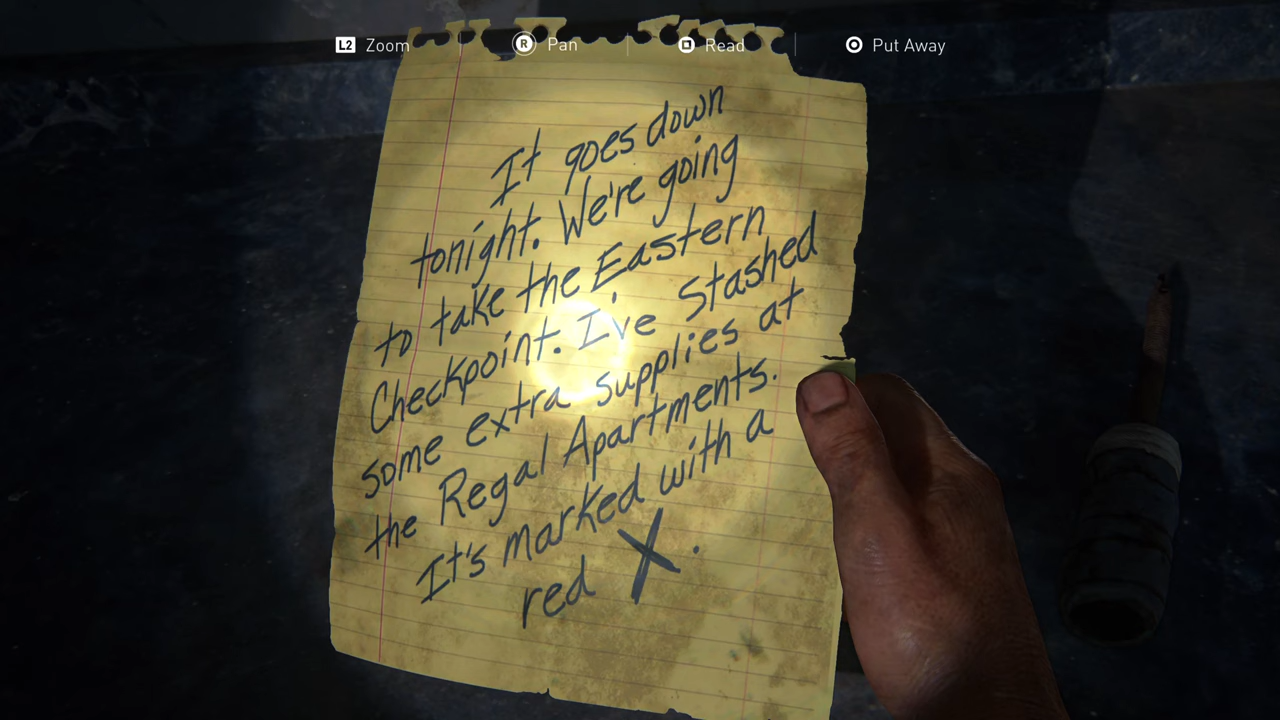 L2 Zoom R Pan Read Put Away
It goes down
tonight. We're going
to take the Eastern
Checkpoint. I've Stashed
some extra supplies at
the Regal Apartments.
It's marked with a
red X.